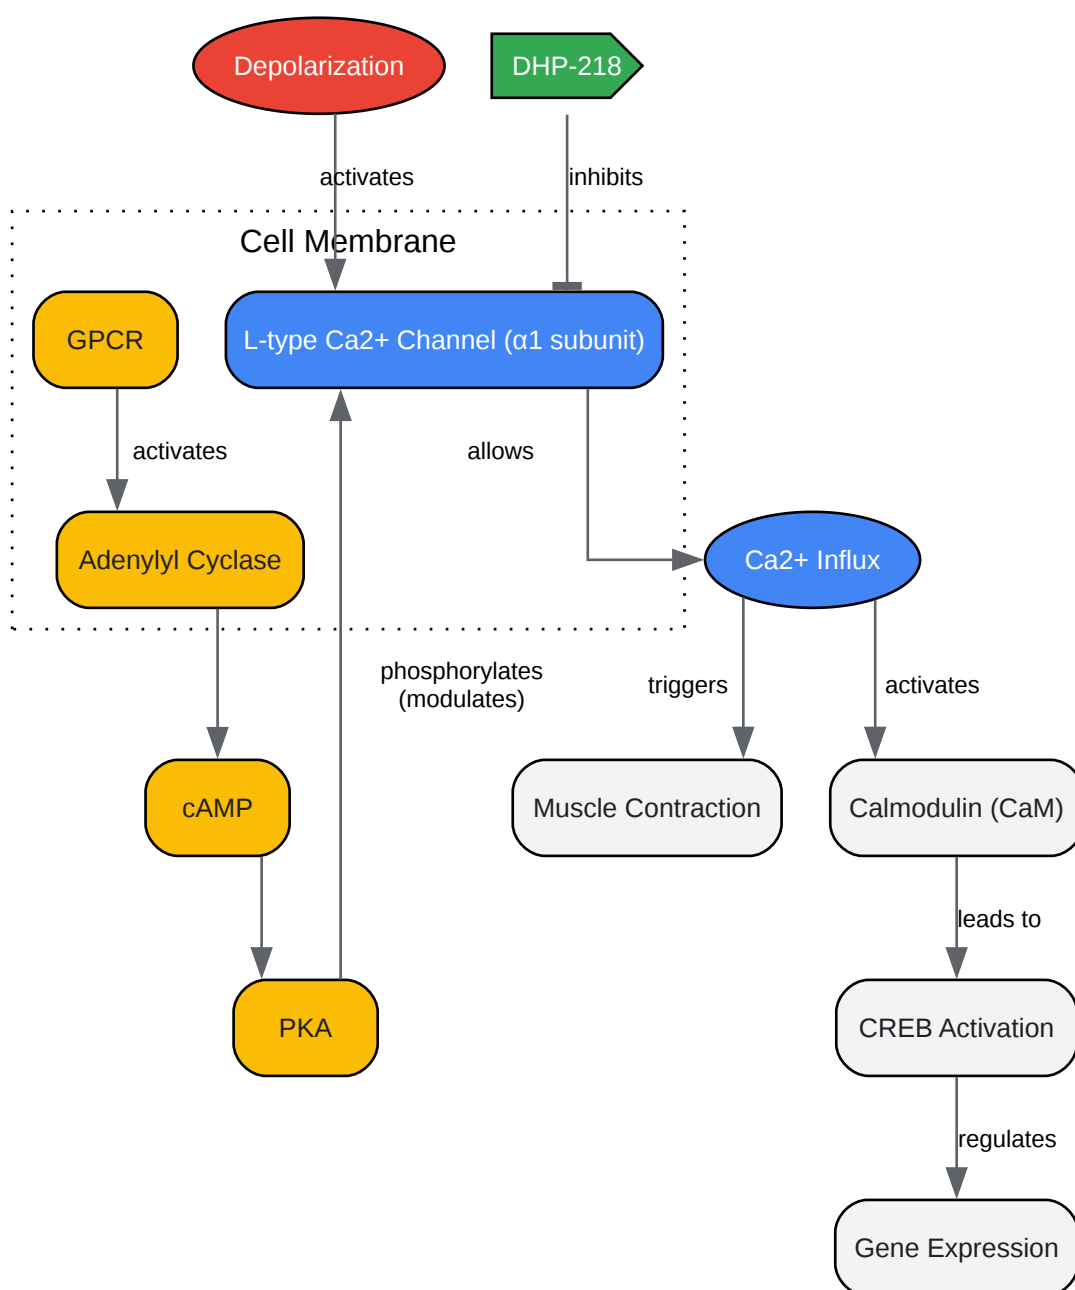 Depolarization
DHP-218
activates
inhibits
Cell Membrane
GPCR
L-type Ca2+ Channel (α1 subunit)
activates
allows
Adenylyl Cyclase
Ca2+ Influx
phosphorylates
(modulates)
triggers
activates
cAMP
Muscle Contraction
Calmodulin (CaM)
leads to
PKA
CREB Activation
regulates
Gene Expression